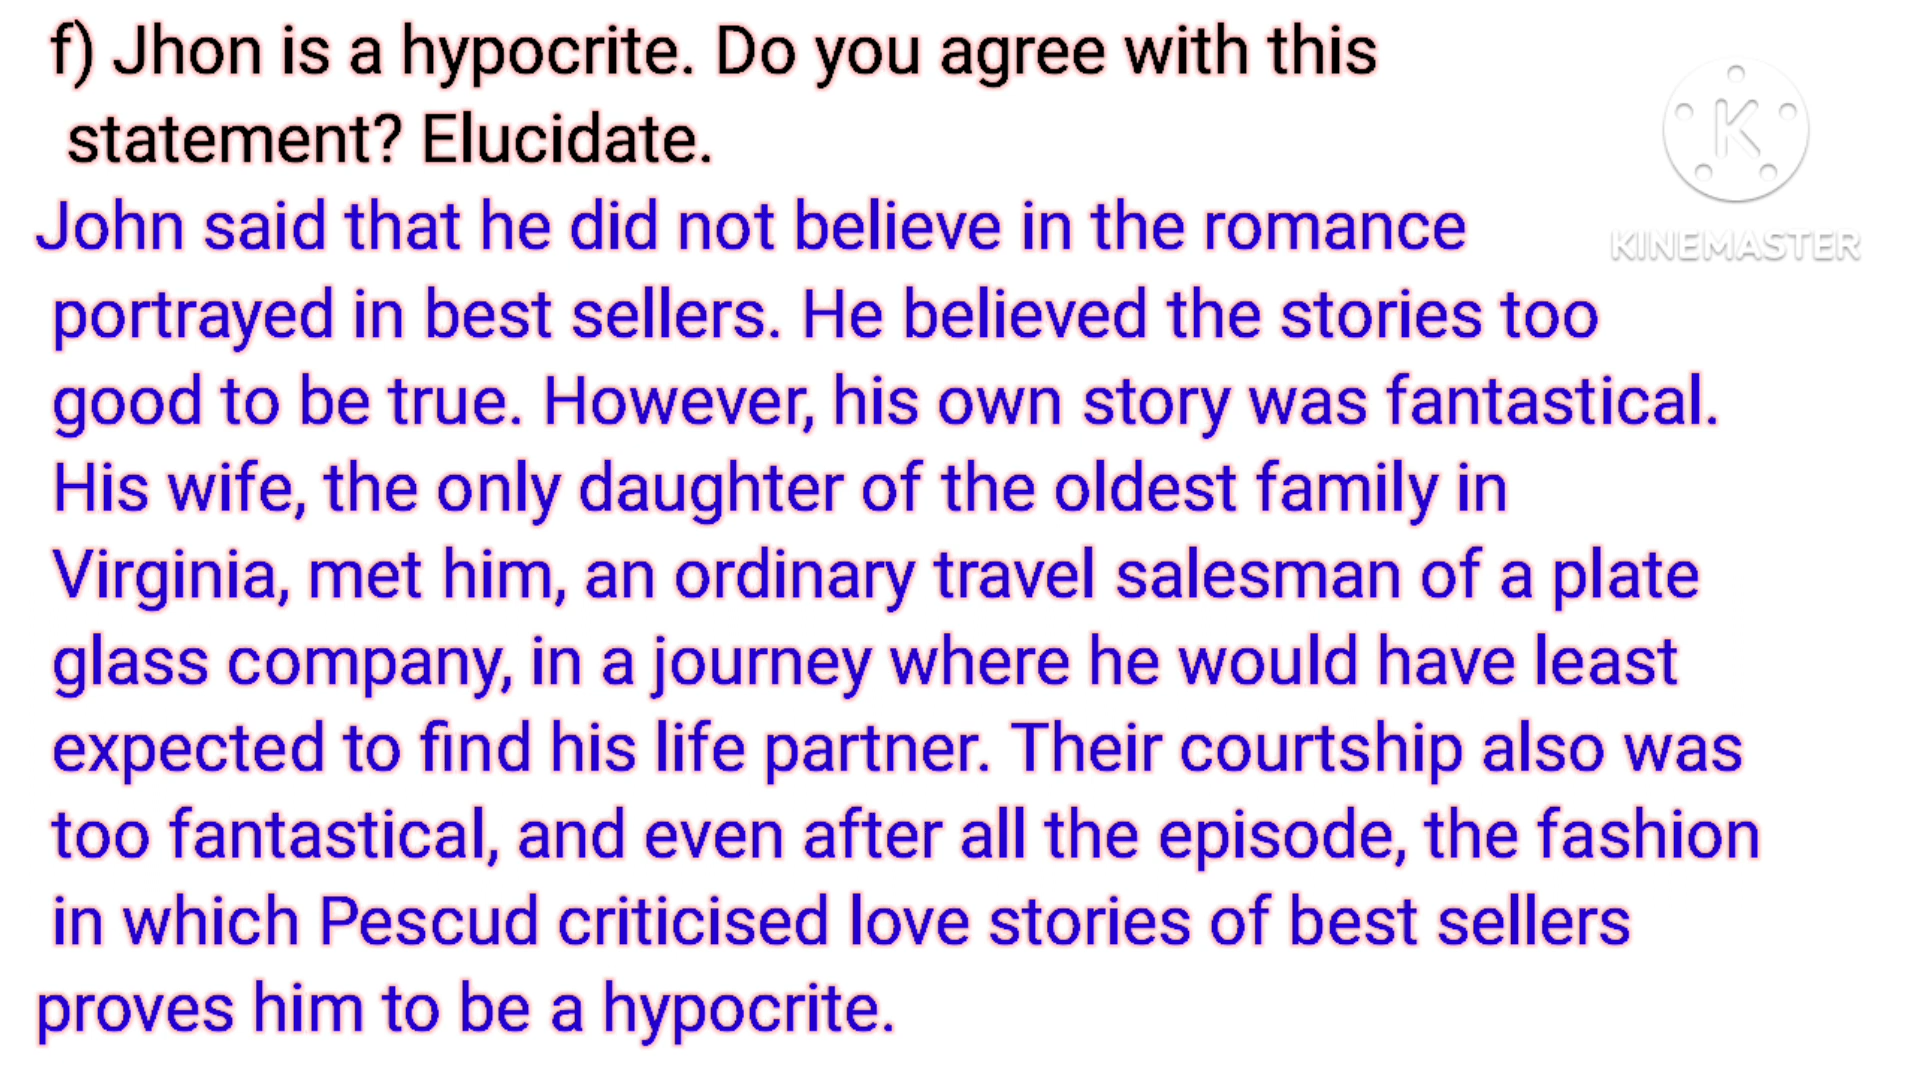 f) Jhon is a hypocrite. Do you agree with this
statement? Elucidate.
John said that he did not believe in the romance
portrayed in best sellers. He believed the stories too
good to be true. However, his own story was fantastical.
His wife, the only daughter of the oldest family in
Virginia, met him, an ordinary travel salesman of a plate
glass company, in a journey where he would have least
expected to find his life partner. Their courtship also was
too fantastical, and even after all the episode, the fashion
in which Pescud criticised love stories of best sellers
proves him to be a hypocrite.
K
KINEMASTER